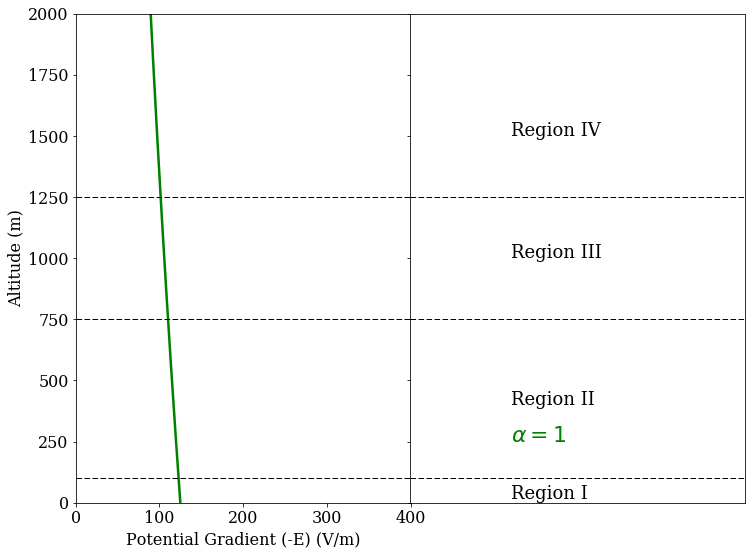 2000
1750
1500
1250
1000
750
500
250
0
Altitude (m)
0 100 200 300 400
Potential Gradient (-E) (V/m)
Region IV
Region III
Region II
α = 1
Region I